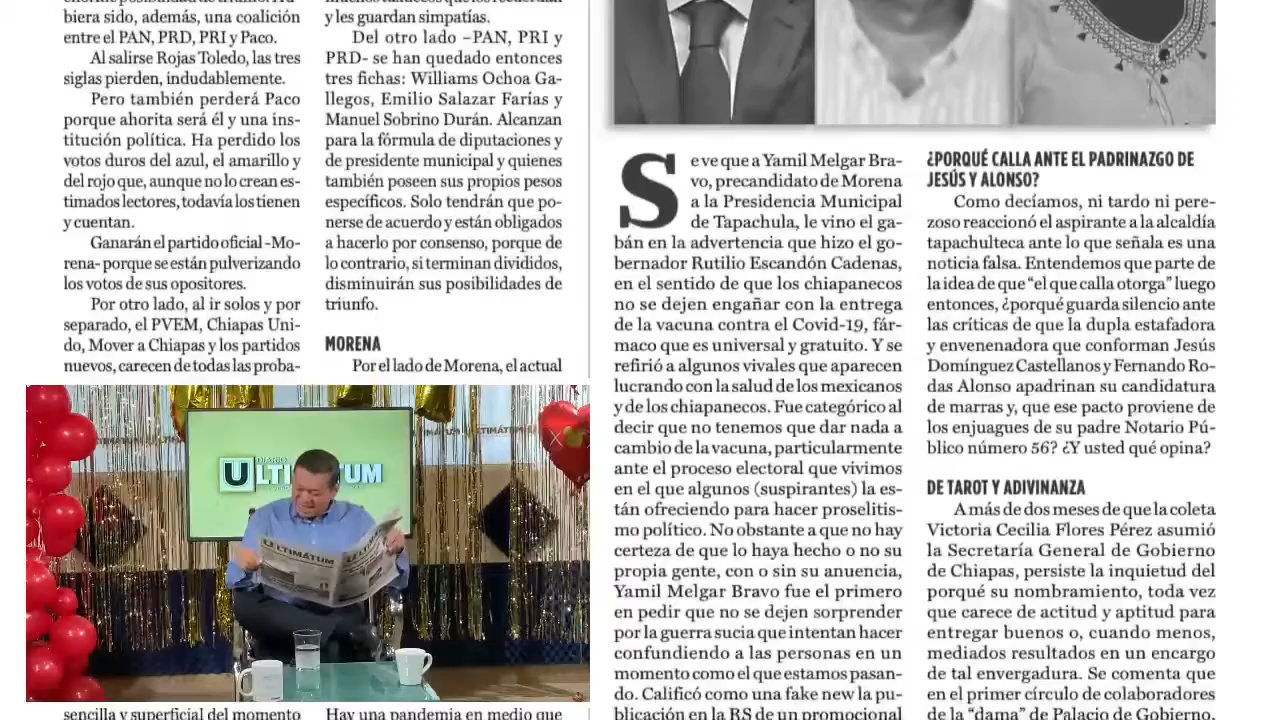 biera sido, además, una coalición
entre el PAN, PRD, PRI y Paco.
Al salirse Rojas Toledo, las tres
siglas pierden, indudablemente.
Pero también perderá Paco
porque ahorita será él y una ins-
titución política. Ha perdido los
votos duros del azul, el amarillo y
del rojo que, aunque no lo crean es-
timados lectores, todavía los tienen
y cuentan.
Ganarán el partido oficial -Mo-
rena- porque se están pulverizando
los votos de sus opositores.
Por otro lado, al ir solos y por
separado, el PVEM, Chiapas Uni-
do, Mover a Chiapas y los partidos
nuevos, carecen de todas las proba-
sencilla y superficial del momento
y les guardan simpatías.
Del otro lado –PAN, PRI y
PRD- se han quedado entonces
tres fichas: Williams Ochoa Ga-
llegos, Emilio Salazar Farías y
Manuel Sobrino Durán. Alcanzan
para la fórmula de diputaciones y
de presidente municipal y quienes
también poseen sus propios pesos
específicos. Solo tendrán que po-
nerse de acuerdo y están obligados
a hacerlo por consenso, porque de
lo contrario, si terminan divididos,
disminuirán sus posibilidades de
triunfo.
MORENA
Por el lado de Morena, el actual
Hay una pandemia en medio que
DIARIO
ULTIMÁTUM
ULTIMÁTUM
Se ve que a Yamil Melgar Bra-
vo, precandidato de Morena
a la Presidencia Municipal
de Tapachula, le vino el ga-
bán en la advertencia que hizo el go-
bernador Rutilio Escandón Cadenas,
en el sentido de que los chiapanecos
no se dejen engañar con la entrega
de la vacuna contra el Covid-19, fár-
maco que es universal y gratuito. Y se
refirió a algunos vivales que aparecen
lucrando con la salud de los mexicanos
y de los chiapanecos. Fue categórico al
decir que no tenemos que dar nada a
cambio de la vacuna, particularmente
ante el proceso electoral que vivimos
en el que algunos (suspirantes) la es-
tán ofreciendo para hacer proselitis-
mo político. No obstante a que no hay
certeza de que lo haya hecho o no su
propia gente, con o sin su anuencia,
Yamil Melgar Bravo fue el primero
en pedir que no se dejen sorprender
por la guerra sucia que intentan hacer
confundiendo a las personas en un
momento como el que estamos pasan-
do. Calificó como una fake new la pu-
blicación en la RS de un promocional
¿PORQUÉ CALLA ANTE EL PADRINAZGO DE
JESÚS Y ALONSO?
Como decíamos, ni tardo ni pere-
zoso reaccionó el aspirante a la alcaldía
tapachulteca ante lo que señala es una
noticia falsa. Entendemos que parte de
la idea de que “el que calla otorga” luego
entonces, ¿porqué guarda silencio ante
las críticas de que la dupla estafadora
y envenenadora que conforman Jesús
Domínguez Castellanos y Fernando Ro-
das Alonso apadrinan su candidatura
de marras y, que ese pacto proviene de
los enjuagues de su padre Notario Pú-
blico número 56? ¿Y usted qué opina?
DE TAROT Y ADIVINANZA
A más de dos meses de que la coleta
Victoria Cecilia Flores Pérez asumió
la Secretaría General de Gobierno
de Chiapas, persiste la inquietud del
porqué su nombramiento, toda vez
que carece de actitud y aptitud para
entregar buenos o, cuando menos,
mediados resultados en un encargo
de tal envergadura. Se comenta que
en el primer círculo de colaboradores
de la “dama” de Palacio de Gobierno,